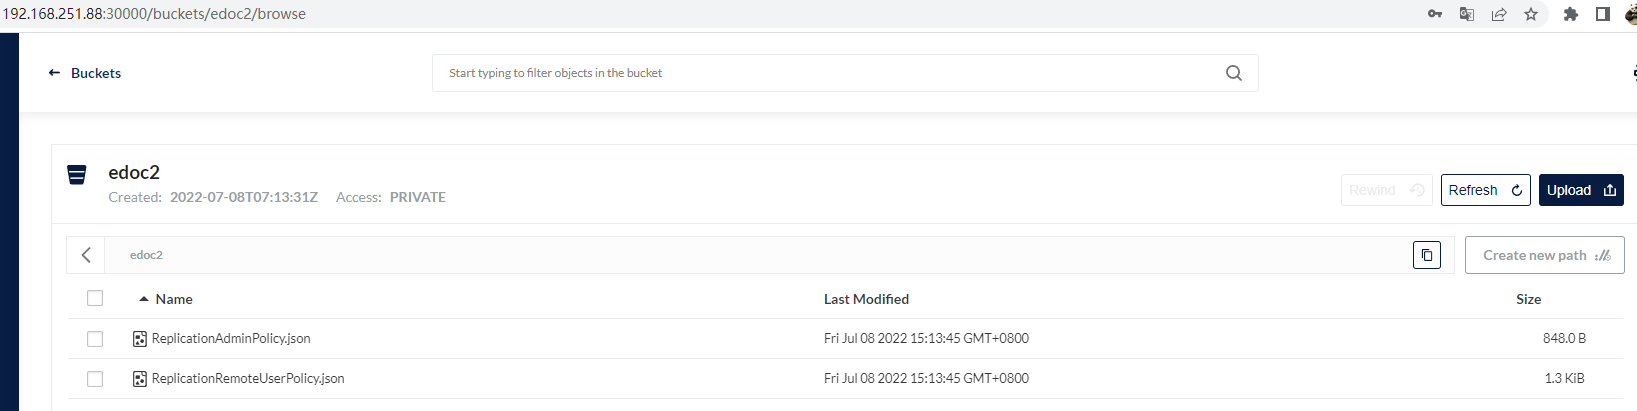 192.168.251.88:30000/buckets/edoc2/browse
Buckets
Start typing to filter objects in the bucket
edoc2
Created: 2022-07-08T07:13:31Z Access: PRIVATE
Rewind Refresh Upload
edoc2 Create new path
Name Last Modified Size
ReplicationAdminPolicy.json Fri Jul 08 2022 15:13:45 GMT+0800 848.0 B
ReplicationRemoteUserPolicy.json Fri Jul 08 2022 15:13:45 GMT+0800 1.3 KiB